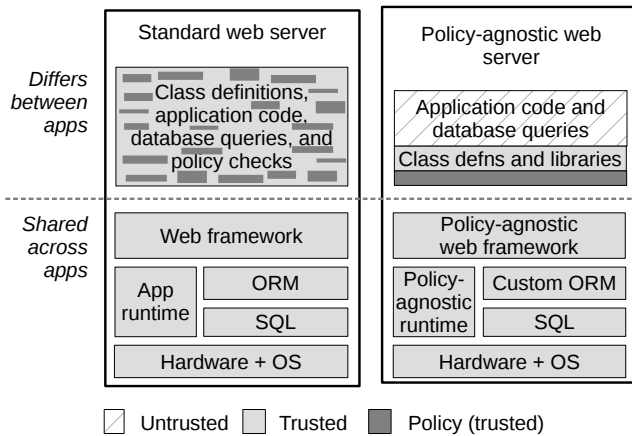 Standard web server
Policy-agnostic web
server
Differs
between
apps
Class definitions,
application code,
database queries, and
policy checks
Application code and
database queries
Class defns and libraries
Shared
across
apps
Web framework
App
runtime
ORM
SQL
Hardware + OS
Policy-agnostic
web framework
Policy-
agnostic
runtime
Custom ORM
SQL
Hardware + OS
Untrusted
Trusted
Policy (trusted)